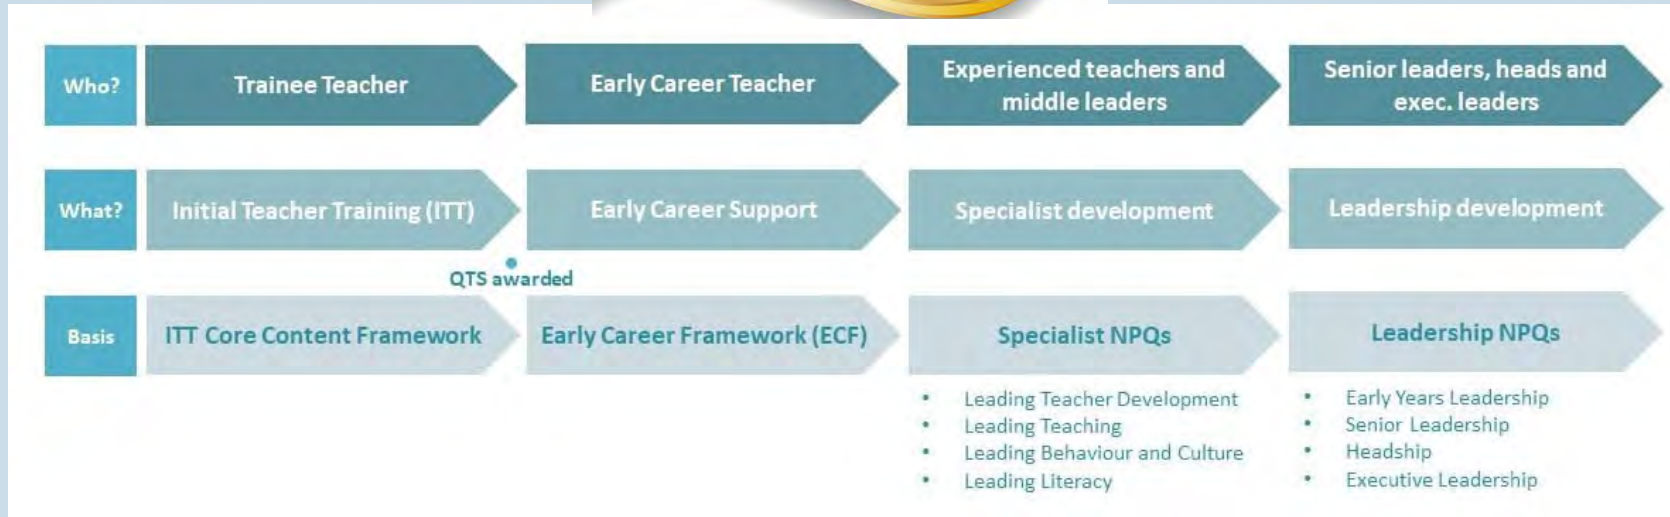 Who?
Trainee Teacher
Early Career Teacher
Experienced teachers and
middle leaders
Senior leaders, heads and
exec. leaders
What?
Initial Teacher Training (ITT)
Early Career Support
Specialist development
Leadership development
QTS awarded
Basis
ITT Core Content Framework
Early Career Framework (ECF)
Specialist NPQs
Leadership NPQs
• Leading Teacher Development
• Leading Teaching
• Leading Behaviour and Culture
• Leading Literacy
• Early Years Leadership
• Senior Leadership
• Headship
• Executive Leadership